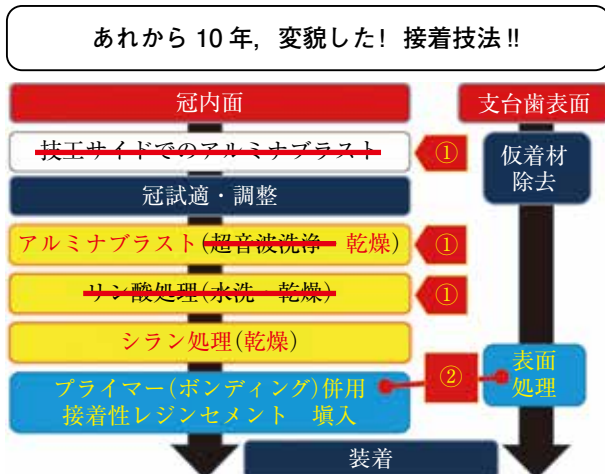 あれから 10 年，変貌した！ 接着技法 !!
冠内面
支台歯表面
技工サイドでのアルミナブラスト
①
仮着材
除去
冠試適・調整
アルミナブラスト(超音波洗浄・乾燥)
①
リン酸処理(水洗・乾燥)
①
シラン処理(乾燥)
プライマー(ボンディング)併用
接着性レジンセメント　塡入
②
表面
処理
装着